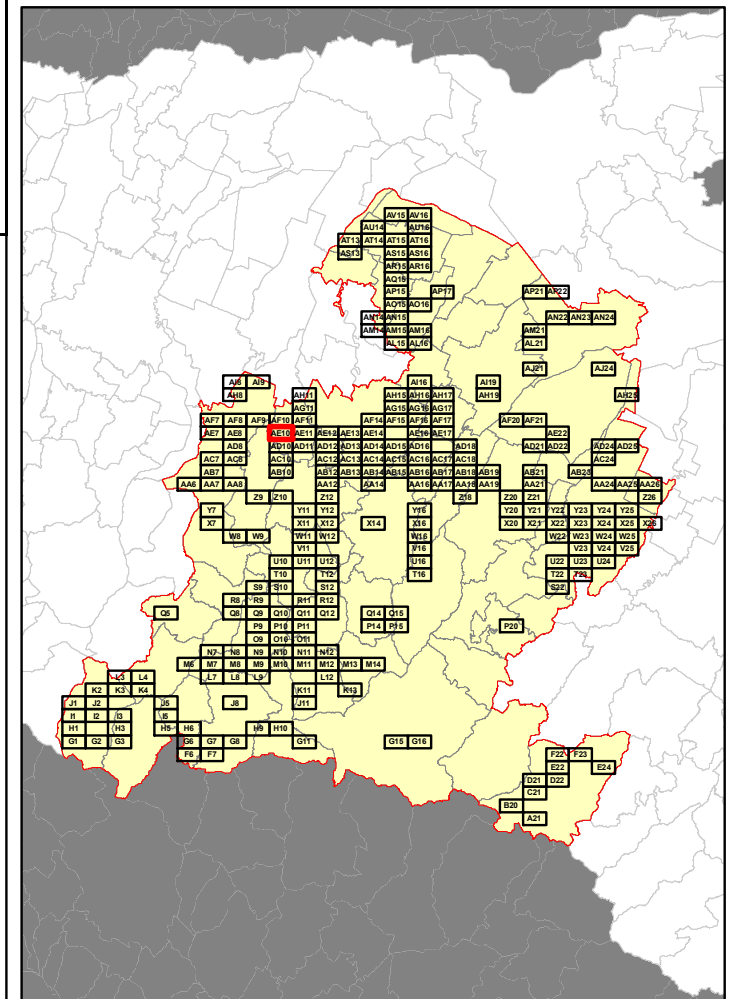 AV15 AV16
AU14 AU16
AT13 AT14 AT15 AT16
AS13 AS15 AS16
AR15 AR16
AQ15
AP15 AP17 AP21 AP22
AO15 AO16
AN14 AN15 AN22 AN23 AN24
AM14 AM15 AM16 AM21
AL15 AL16 AL21
AJ21 AJ24
AI8 AI9 AI16 AI19
AH8 AH11 AH15 AH16 AH17 AH19 AH25
AG11 AG15 AG16 AG17
AF7 AF8 AF9 AF10 AF11 AF14 AF15 AF16 AF17 AF20 AF21
AE7 AE8 AE10 AE11 AE12 AE13 AE14 AE16 AE17 AE22
AD8 AD10 AD11 AD12 AD13 AD14 AD15 AD16 AD18 AD21 AD22 AD24 AD25
AC7 AC8 AC10 AC12 AC13 AC14 AC15 AC16 AC17 AC18 AC24
AB7 AB10 AB12 AB13 AB14 AB15 AB16 AB17 AB18 AB19 AB21 AB23
AA6 AA7 AA8 AA12 AA14 AA16 AA17 AA18 AA19 AA21 AA24 AA25 AA26
Z9 Z10 Z12 Z18 Z20 Z21 Z26
Y7 Y11 Y12 Y16 Y20 Y21 Y22 Y23 Y24 Y25
X7 X11 X12 X14 X16 X20 X21 X22 X23 X24 X25 X26
W8 W9 W11 W12 W16 W22 W23 W24 W25
V11 V16 V23 V24 V25
U10 U11 U12 U16 U22 U23 U24
T10 T12 T16 T22 T23
S9 S10 S12 S22
R8 R9 R11 R12
Q5 Q8 Q9 Q10 Q11 Q12 Q14 Q15
P9 P10 P11 P14 P15 P20
O9 O10 O11
N7 N8 N9 N10 N11 N12
M6 M7 M8 M9 M10 M11 M12 M13 M14
L3 L4 L7 L8 L9 L12
K2 K3 K4 K11 K13
J1 J2 J5 J8 J11
I1 I2 I3 I5
H1 H3 H5 H6 H9 H10
G1 G2 G3 G6 G7 G8 G11 G15 G16
F6 F7 F22 F23
E22 E24
D21 D22
C21
B20
A21